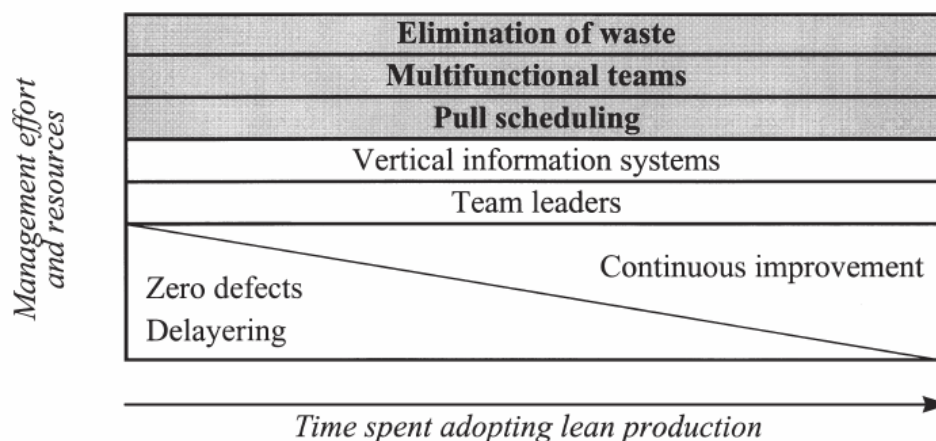 Management effort
and resources
Elimination of waste
Multifunctional teams
Pull scheduling
Vertical information systems
Team leaders
Continuous improvement
Zero defects
Delayering
Time spent adopting lean production